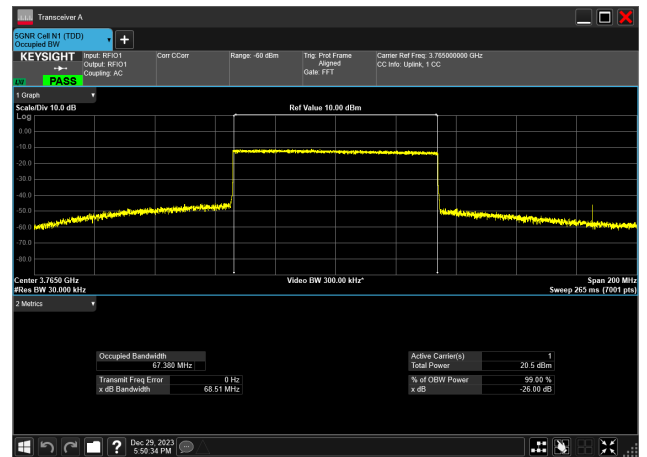 Transceiver A
5GNR Cell N1 (TDD)
Occupied BW
KEYSIGHT
LXI PASS
Input: RFIO1
Output: RFIO1
Coupling: AC
Corr CCorr
Range: -60 dBm
Trig: Prot Frame
Aligned
Gate: FFT
Carrier Ref Freq: 3.765000000 GHz
CC Info: Uplink, 1 CC
1 Graph
Scale/Div 10.0 dB
Ref Value 10.00 dBm
Log
0.00
-10.0
-20.0
-30.0
-40.0
-50.0
-60.0
-70.0
-80.0
Center 3.7650 GHz
Video BW 300.00 kHz*
Span 200 MHz
#Res BW 30.000 kHz
Sweep 265 ms (7001 pts)
2 Metrics
Occupied Bandwidth
67.380 MHz
Transmit Freq Error 0 Hz
x dB Bandwidth 68.51 MHz
Active Carrier(s) 1
Total Power 20.5 dBm
% of OBW Power 99.00 %
x dB -26.00 dB
Dec 29, 2023
5:50:34 PM